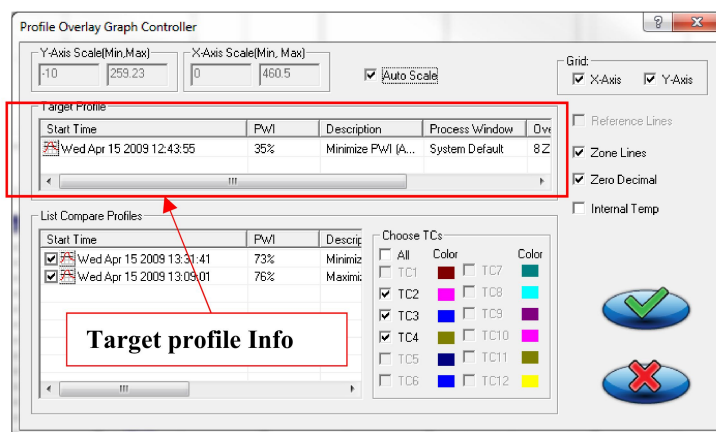 Profile Overlay Graph Controller
Y-Axis Scale(Min,Max)
X-Axis Scale(Min, Max)
-10
259.23
0
460.5
Auto Scale
Grid:
X-Axis
Y-Axis
Target Profile
Start Time PWI Description Process Window Ove
Wed Apr 15 2009 12:43:55 35% Minimize PWI (A... System Default 8 Z
Reference Lines
Zone Lines
Zero Decimal
Internal Temp
List Compare Profiles
Start Time PWI Descrip
Wed Apr 15 2009 13:31:41 73% Minimiz
Wed Apr 15 2009 13:09:01 76% Maximiz
Choose TCs
All Color Color
TC1 TC7
TC2 TC8
TC3 TC9
TC4 TC10
TC5 TC11
TC6 TC12
Target profile Info